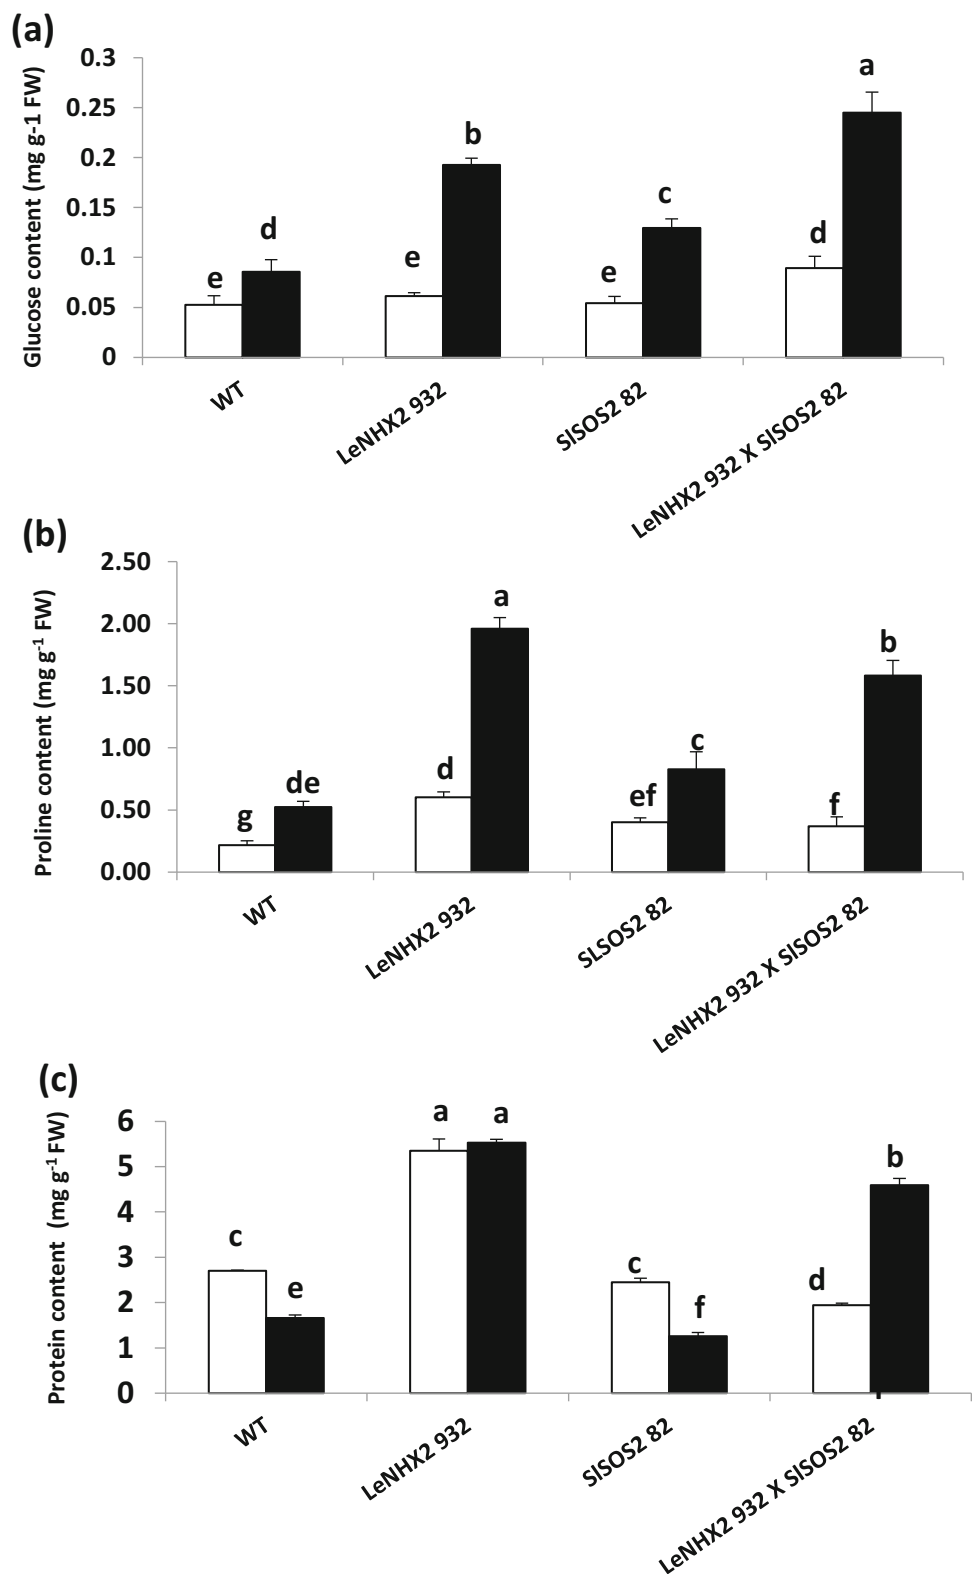 (a)
Glucose content (mg g-1 FW)
0.3
0.25
0.2
0.15
0.1
0.05
0
e
d
e
b
e
c
d
a
WT
LeNHX2 932
SlSOS2 82
LeNHX2 932 X SlSOS2 82
(b)
Proline content (mg g-1 FW)
2.50
2.00
1.50
1.00
0.50
0.00
g
de
d
a
ef
c
f
b
WT
LeNHX2 932
SLSOS2 82
LeNHX2 932 X SlSOS2 82
(c)
Protein content (mg g-1 FW)
6
5
4
3
2
1
0
c
e
a
a
c
f
d
b
WT
LeNHX2 932
SlSOS2 82
LeNHX2 932 X SlSOS2 82